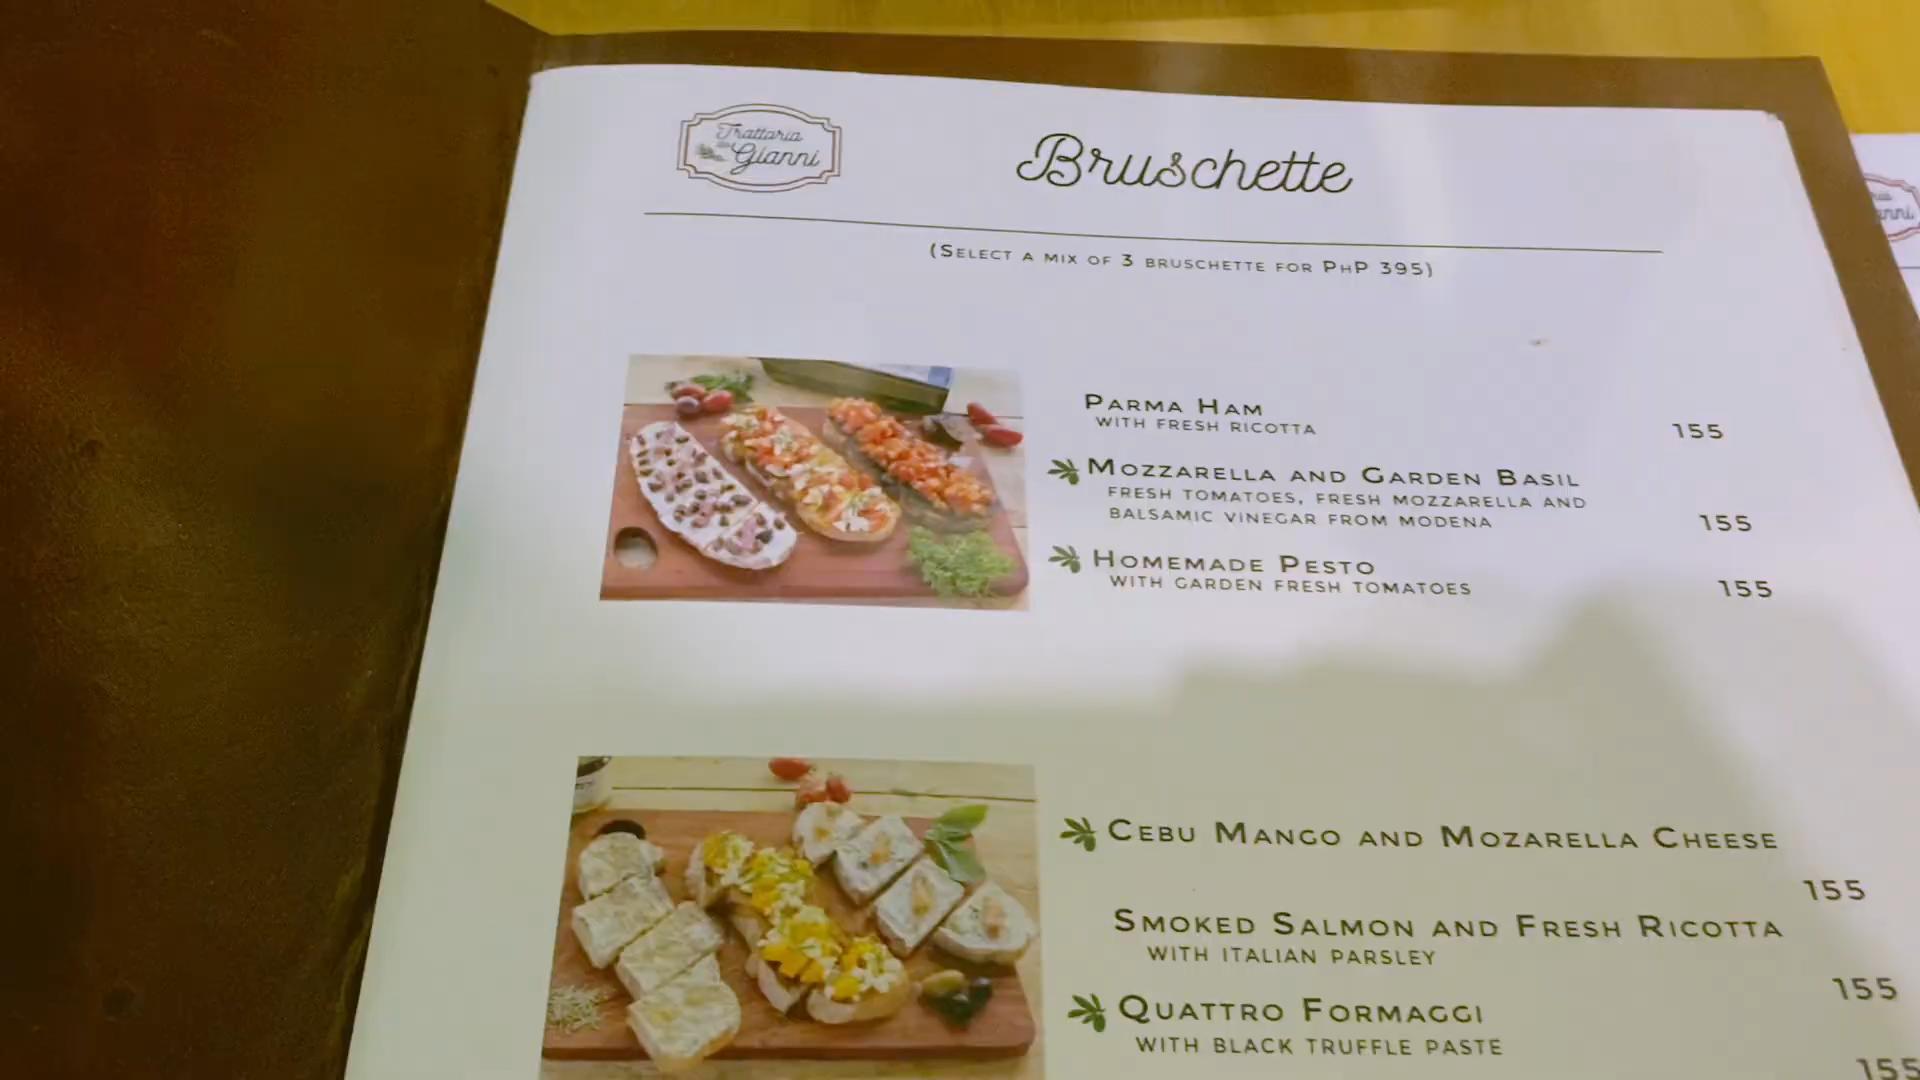 Trattoria
da Gianni
Bruschette
(Select a mix of 3 bruschette for PhP 395)
Parma Ham
with fresh ricotta
155
Mozzarella and Garden Basil
fresh tomatoes, fresh mozzarella and
balsamic vinegar from modena
155
Homemade Pesto
with garden fresh tomatoes
155
Cebu Mango and Mozarella Cheese
155
Smoked Salmon and Fresh Ricotta
with Italian parsley
155
Quattro Formaggi
with black truffle paste
155